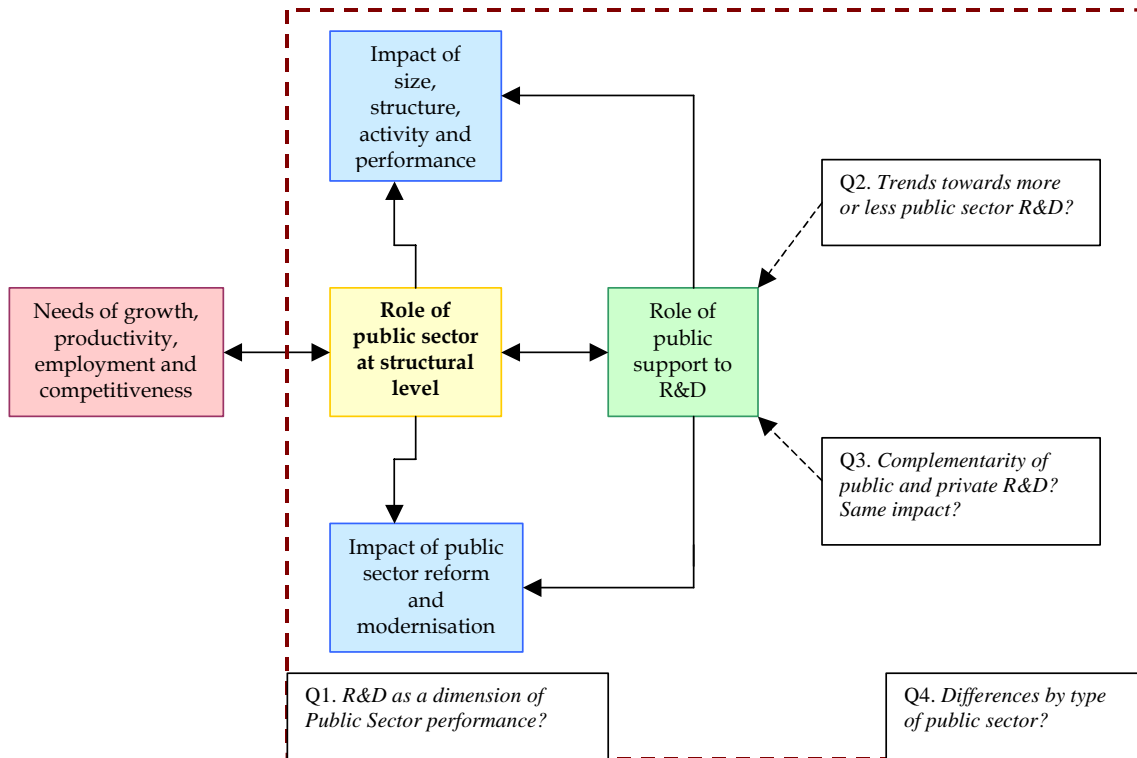 Impact of
size,
structure,
activity and
performance
Q2. Trends towards more
or less public sector R&D?
Needs of growth,
productivity,
employment and
competitiveness
Role of
public sector
at structural
level
Role of
public
support to
R&D
Q3. Complementarity of
public and private R&D?
Same impact?
Impact of public
sector reform
and
modernisation
Q1. R&D as a dimension of
Public Sector performance?
Q4. Differences by type
of public sector?